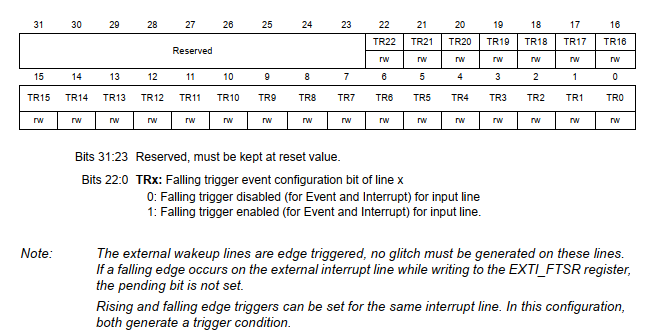 31 30 29 28 27 26 25 24 23 22 21 20 19 18 17 16
Reserved TR22 TR21 TR20 TR19 TR18 TR17 TR16
rw rw rw rw rw rw rw
15 14 13 12 11 10 9 8 7 6 5 4 3 2 1 0
TR15 TR14 TR13 TR12 TR11 TR10 TR9 TR8 TR7 TR6 TR5 TR4 TR3 TR2 TR1 TR0
rw rw rw rw rw rw rw rw rw rw rw rw rw rw rw rw
Bits 31:23 Reserved, must be kept at reset value.
Bits 22:0 TRx: Falling trigger event configuration bit of line x
0: Falling trigger disabled (for Event and Interrupt) for input line
1: Falling trigger enabled (for Event and Interrupt) for input line.
Note: The external wakeup lines are edge triggered, no glitch must be generated on these lines.
If a falling edge occurs on the external interrupt line while writing to the EXTI_FTSR register,
the pending bit is not set.
Rising and falling edge triggers can be set for the same interrupt line. In this configuration,
both generate a trigger condition.